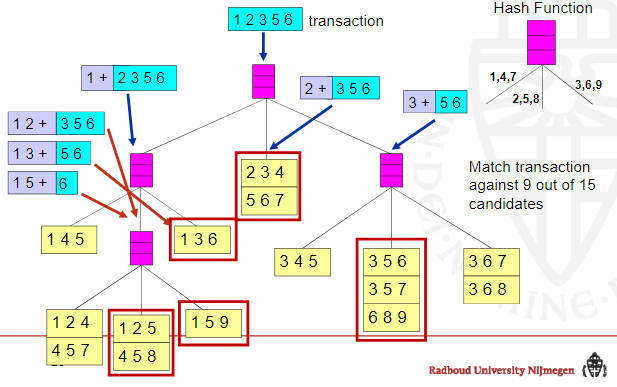 1 2 3 5 6 transaction
Hash Function
1,4,7
2,5,8
3,6,9
1 + 2 3 5 6
2 + 3 5 6
3 + 5 6
1 2 + 3 5 6
1 3 + 5 6
1 5 + 6
Match transaction
against 9 out of 15
candidates
2 3 4
5 6 7
1 4 5
1 3 6
3 4 5
3 5 6
3 5 7
6 8 9
3 6 7
3 6 8
1 2 4
4 5 7
1 2 5
4 5 8
1 5 9
Radboud University Nijmegen